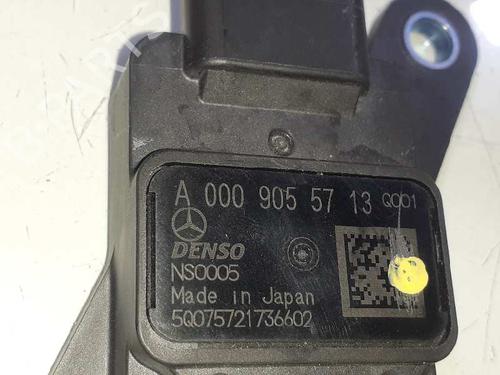 A 000 905 57 13 Q001
DENSO
NS0005
Made in Japan
5Q075721736602